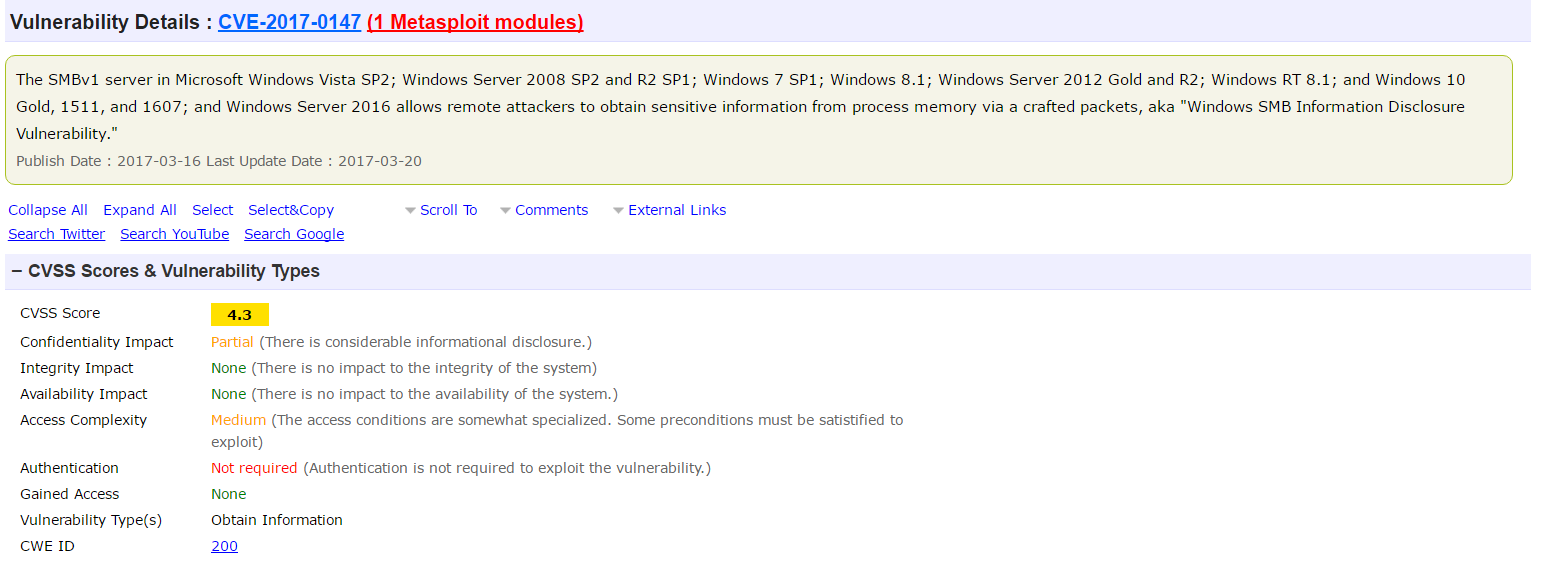 Vulnerability Details : CVE-2017-0147 (1 Metasploit modules)
The SMBv1 server in Microsoft Windows Vista SP2; Windows Server 2008 SP2 and R2 SP1; Windows 7 SP1; Windows 8.1; Windows Server 2012 Gold and R2; Windows RT 8.1; and Windows 10
Gold, 1511, and 1607; and Windows Server 2016 allows remote attackers to obtain sensitive information from process memory via a crafted packets, aka "Windows SMB Information Disclosure
Vulnerability."
Publish Date : 2017-03-16 Last Update Date : 2017-03-20
Collapse All Expand All Select Select&Copy Scroll To Comments External Links
Search Twitter Search YouTube Search Google
− CVSS Scores & Vulnerability Types
CVSS Score 4.3
Confidentiality Impact Partial (There is considerable informational disclosure.)
Integrity Impact None (There is no impact to the integrity of the system)
Availability Impact None (There is no impact to the availability of the system.)
Access Complexity Medium (The access conditions are somewhat specialized. Some preconditions must be satistified to
exploit)
Authentication Not required (Authentication is not required to exploit the vulnerability.)
Gained Access None
Vulnerability Type(s) Obtain Information
CWE ID 200